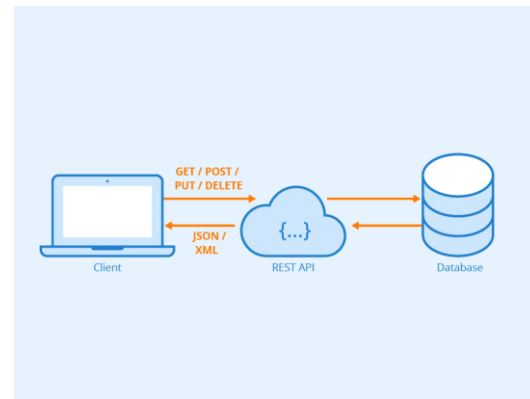 GET / POST /
PUT / DELETE
{...}
JSON /
XML
Client
REST API
Database